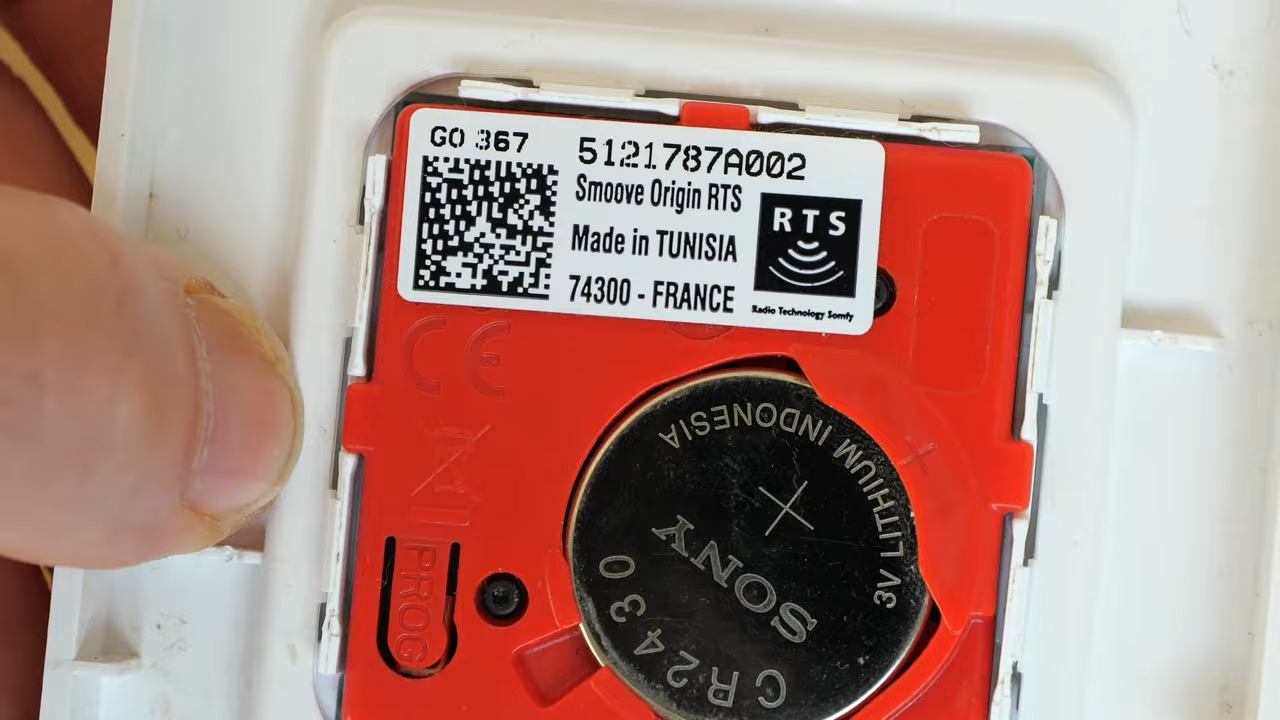 GO 367
5121787A002
Smoove Origin RTS
Made in TUNISIA
74300 - FRANCE
RTS
Radio Technology Somfy
CE
PROG
3V LITHIUM INDONESIA
SONY
CR2430